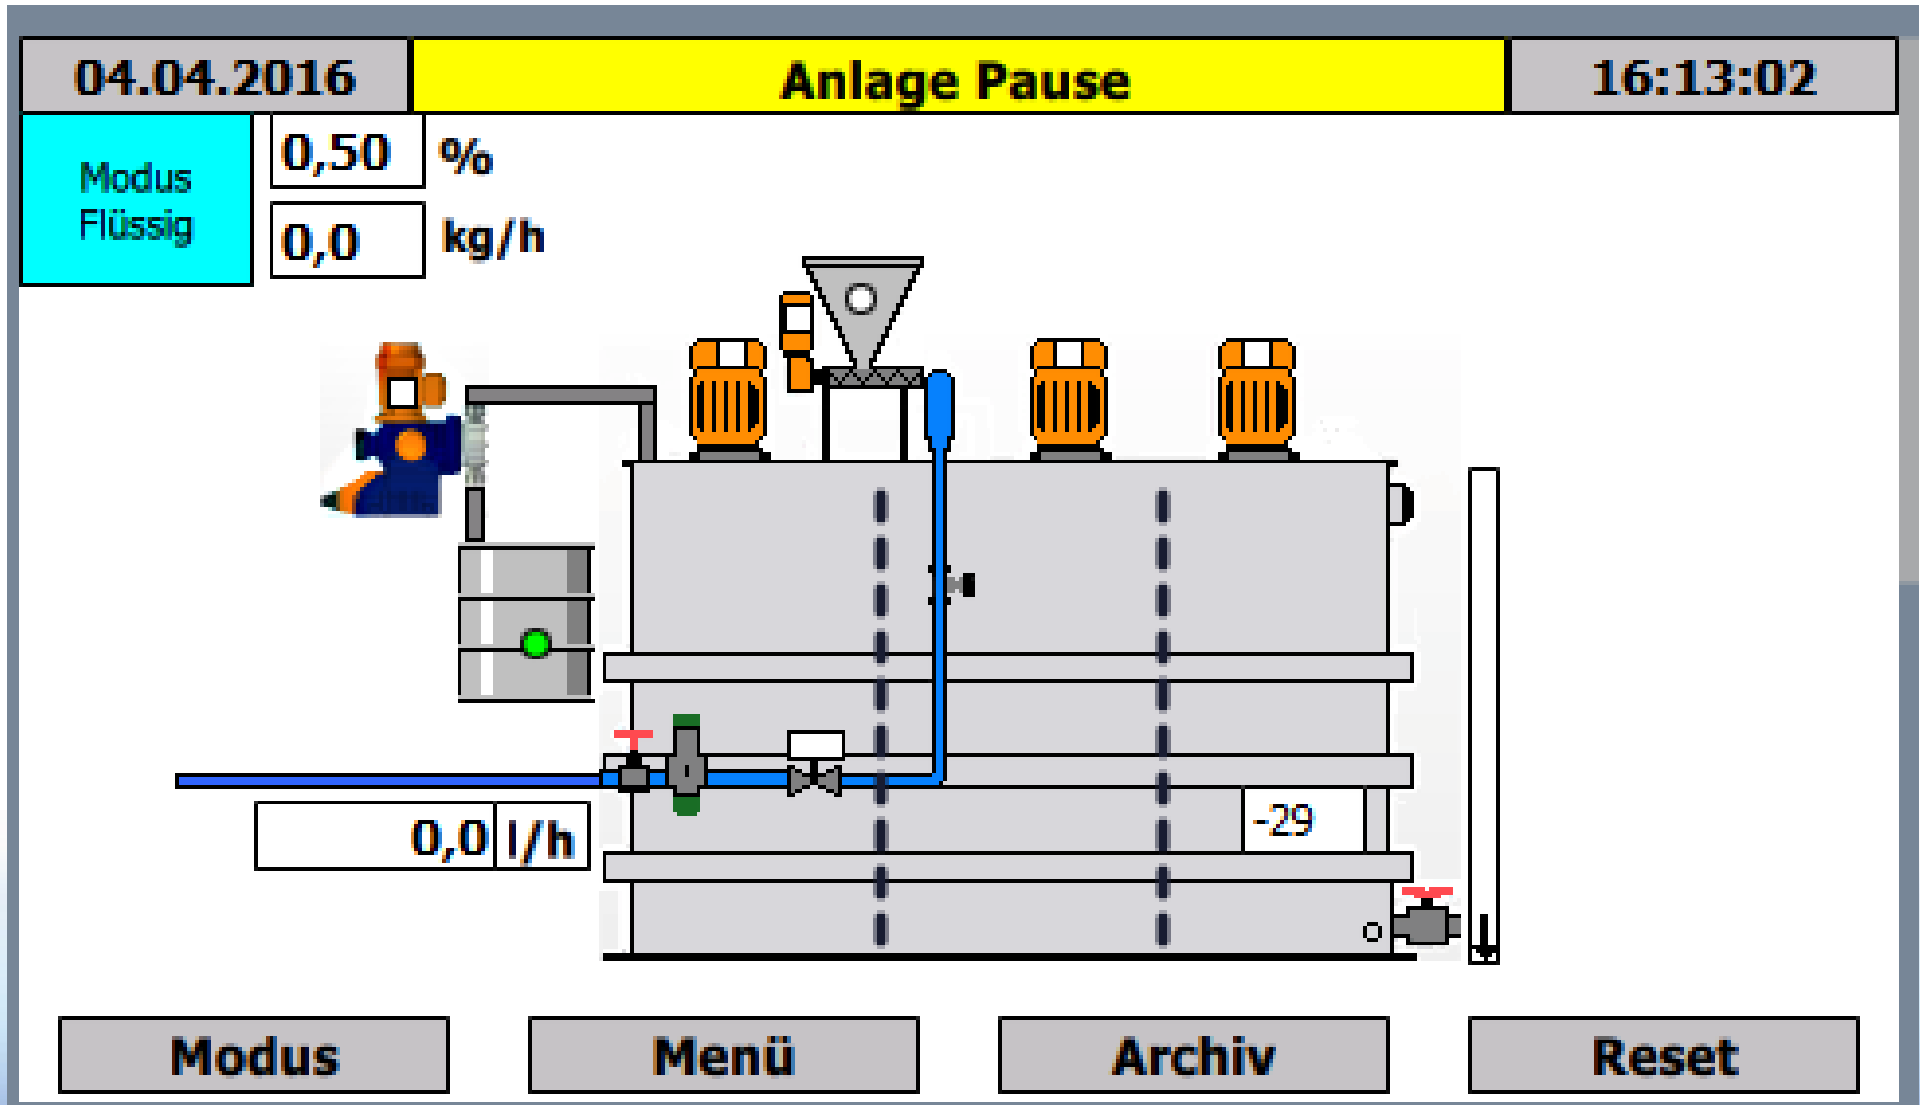 04.04.2016
Anlage Pause
16:13:02
Modus
Flüssig
0,50 %
0,0 kg/h
0,0 l/h
-29
Modus
Menü
Archiv
Reset